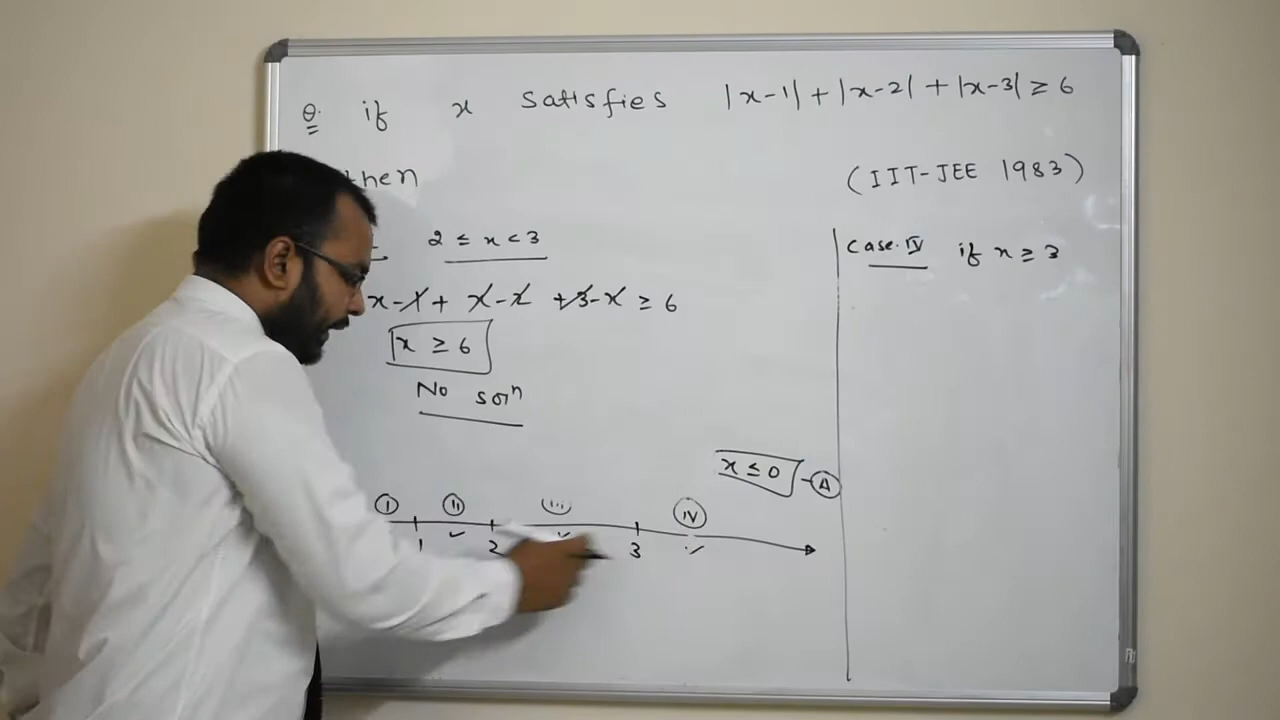 Q. if x satisfies |x-1| + |x-2| + |x-3| ≥ 6
then
(IIT-JEE 1983)
2 ≤ x < 3
x-1 + x-2 + 3-x ≥ 6
x ≥ 6
No solⁿ
x ≤ 0 - A
I II III IV
1 2 3
Case. IV if x ≥ 3